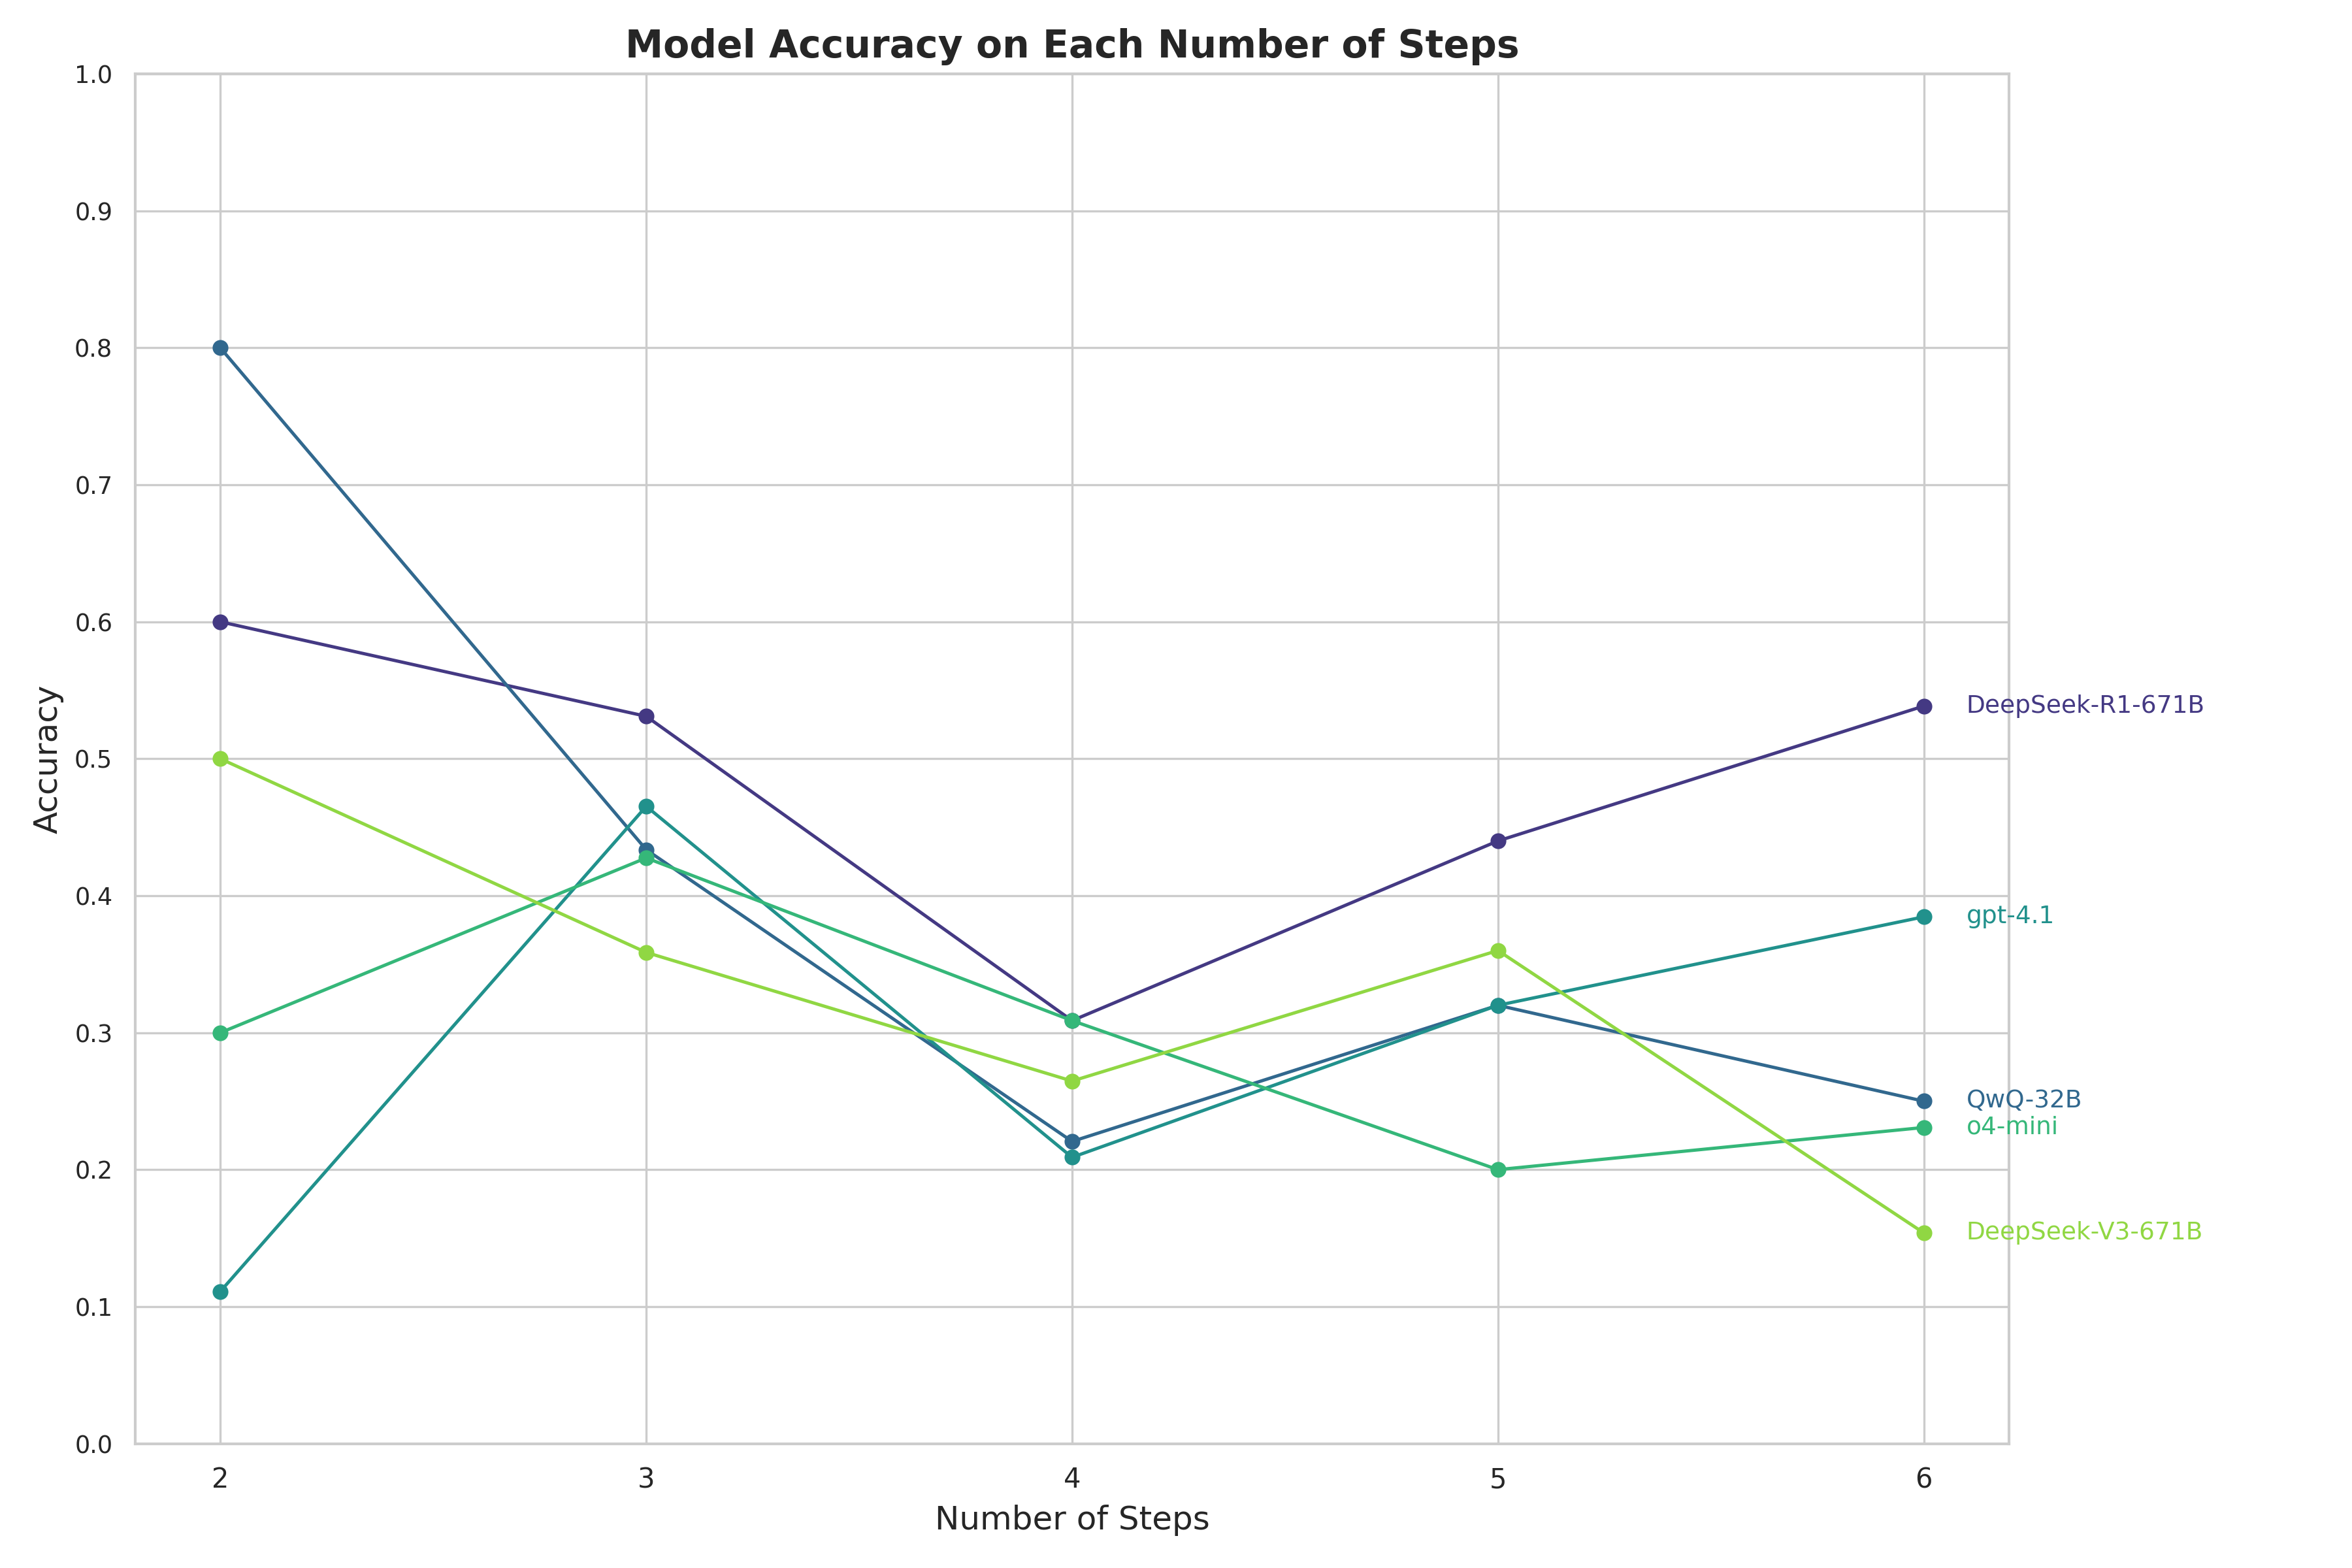 Model Accuracy on Each Number of Steps
1.0
0.9
0.8
0.7
0.6
0.5
0.4
0.3
0.2
0.1
0.0
Accuracy
DeepSeek-R1-671B
gpt-4.1
QwQ-32B
o4-mini
DeepSeek-V3-671B
2 3 4 5 6
Number of Steps